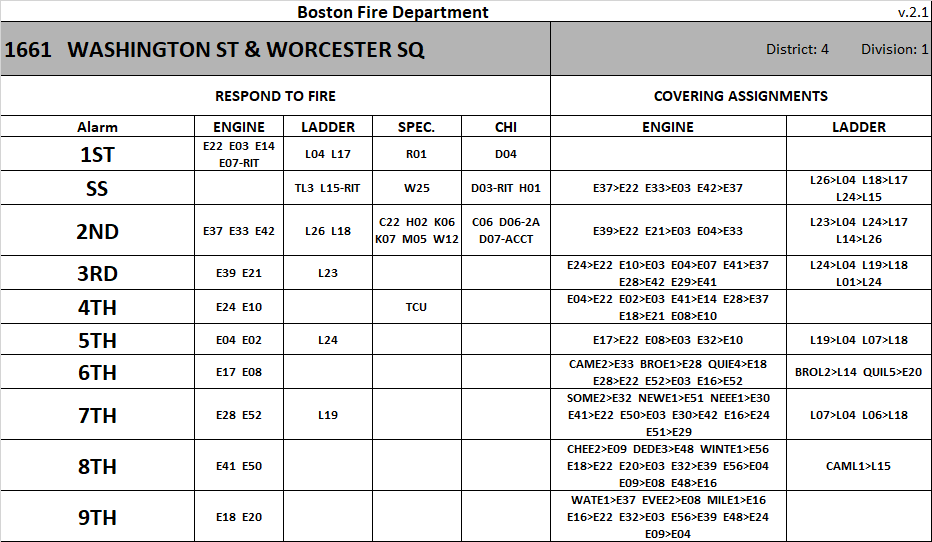 Boston Fire Department v.2.1
1661 WASHINGTON ST & WORCESTER SQ District: 4 Division: 1
RESPOND TO FIRE COVERING ASSIGNMENTS
Alarm ENGINE LADDER SPEC. CHI ENGINE LADDER
1ST
E22 E03 E14
E07-RIT
L04 L17
R01
D04
SS
TL3 L15-RIT
W25
D03-RIT H01
E37>E22 E33>E03 E42>E37
L26>L04 L18>L17
L24>L15
2ND
E37 E33 E42
L26 L18
C22 H02 K06
K07 M05 W12
C06 D06-2A
D07-ACCT
E39>E22 E21>E03 E04>E33
L23>L04 L24>L17
L14>L26
3RD
E39 E21
L23
E24>E22 E10>E03 E04>E07 E41>E37
E28>E42 E29>E41
L24>L04 L19>L18
L01>L24
4TH
E24 E10
TCU
E04>E22 E02>E03 E41>E14 E28>E37
E18>E21 E08>E10
5TH
E04 E02
L24
E17>E22 E08>E03 E32>E10
L19>L04 L07>L18
6TH
E17 E08
CAME2>E33 BROE1>E28 QUIE4>E18
E28>E22 E52>E03 E16>E52
BROL2>L14 QUIL5>E20
7TH
E28 E52
L19
SOME2>E32 NEWE1>E51 NEEE1>E30
E41>E22 E50>E03 E30>E42 E16>E24
E51>E29
L07>L04 L06>L18
8TH
E41 E50
CHEE2>E09 DEDE3>E48 WINTE1>E56
E18>E22 E20>E03 E32>E39 E56>E04
E09>E08 E48>E16
CAML1>L15
9TH
E18 E20
WATE1>E37 EVEE2>E08 MILE1>E16
E16>E22 E32>E03 E56>E39 E48>E24
E09>E04